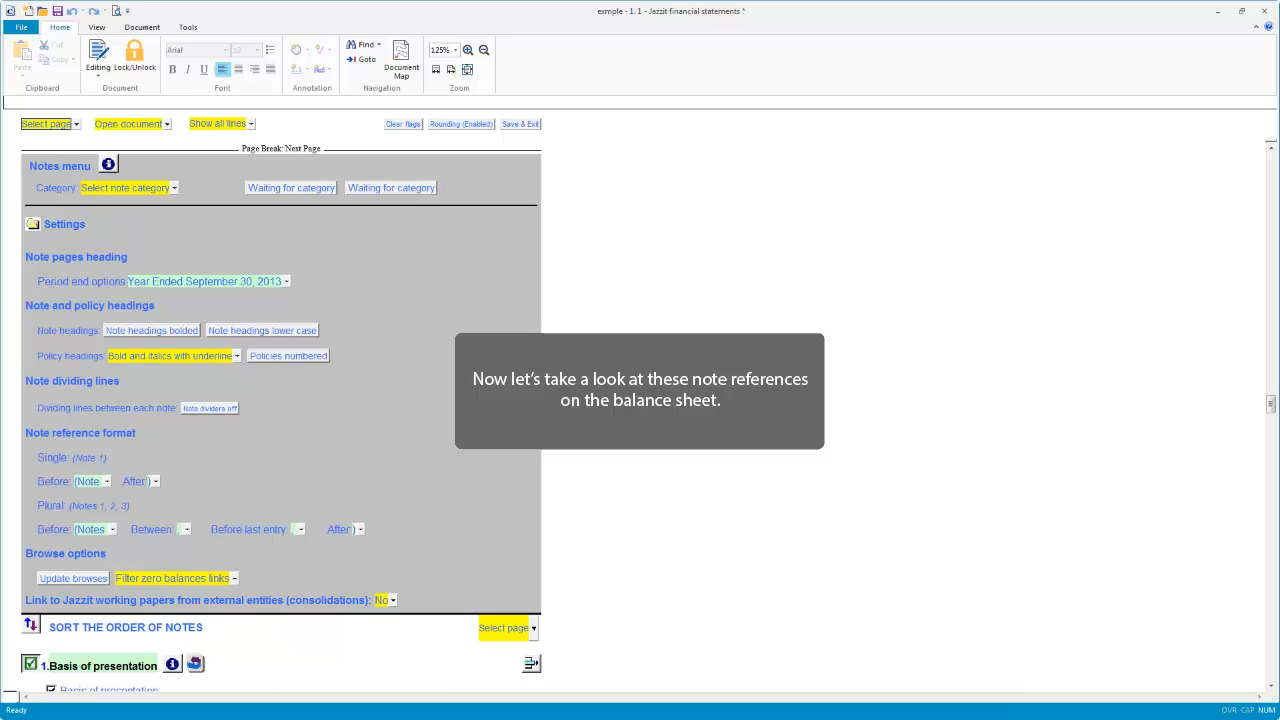 exmple - 1. 1 - Jazzit financial statements *
File Home View Document Tools
Paste
Cut
Copy
Clipboard
Editing Lock/Unlock
Document
Arial 12
B I U
Font
Annotation
Find
Goto
Document Map
Navigation
125%
Zoom
Select page Open document Show all lines Clear flags Rounding (Enabled) Save & Exit
Page Break: Next Page
Notes menu
Category: Select note category Waiting for category Waiting for category
Settings
Note pages heading
Period end options Year Ended September 30, 2013
Note and policy headings
Note headings: Note headings bolded Note headings lower case
Policy headings: Bold and italics with underline Policies numbered
Note dividing lines
Dividing lines between each note: Note dividers off
Note reference format
Single: (Note 1)
Before: (Note After )
Plural: (Notes 1, 2, 3)
Before: (Notes Between: , Before last entry: , After )
Browse options
Update browses Filter zero balances links
Link to Jazzit working papers from external entities (consolidations): No
SORT THE ORDER OF NOTES Select page
1. Basis of presentation
Basis of presentation
Now let's take a look at these note references
on the balance sheet.
Ready OVR CAP NUM